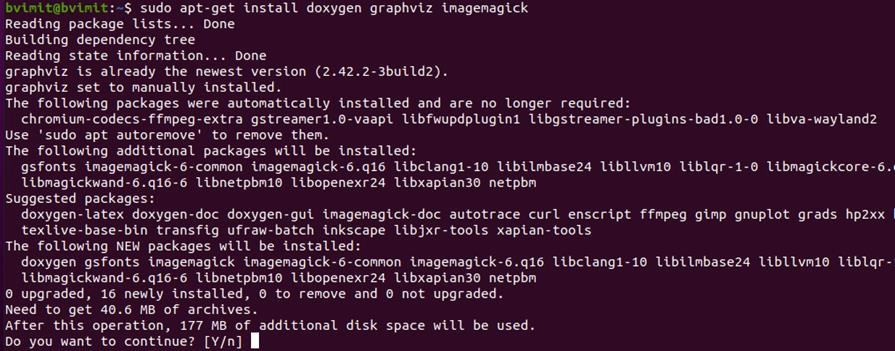 bvimit@bvimit:~$ sudo apt-get install doxygen graphviz imagemagick
Reading package lists... Done
Building dependency tree
Reading state information... Done
graphviz is already the newest version (2.42.2-3build2).
graphviz set to manually installed.
The following packages were automatically installed and are no longer required:
  chromium-codecs-ffmpeg-extra gstreamer1.0-vaapi libfwupdplugin1 libgstreamer-plugins-bad1.0-0 libva-wayland2
Use 'sudo apt autoremove' to remove them.
The following additional packages will be installed:
  gsfonts imagemagick-6-common imagemagick-6.q16 libclang1-10 libilmbase24 libllvm10 liblqr-1-0 libmagickcore-6.
  libmagickwand-6.q16-6 libnetpbm10 libopenexr24 libxapian30 netpbm
Suggested packages:
  doxygen-latex doxygen-doc doxygen-gui imagemagick-doc autotrace curl enscript ffmpeg gimp gnuplot grads hp2xx
  texlive-base-bin transfig ufraw-batch inkscape libjxr-tools xapian-tools
The following NEW packages will be installed:
  doxygen gsfonts imagemagick imagemagick-6-common imagemagick-6.q16 libclang1-10 libilmbase24 libllvm10 liblqr-
  libmagickwand-6.q16-6 libnetpbm10 libopenexr24 libxapian30 netpbm
0 upgraded, 16 newly installed, 0 to remove and 0 not upgraded.
Need to get 40.6 MB of archives.
After this operation, 177 MB of additional disk space will be used.
Do you want to continue? [Y/n]